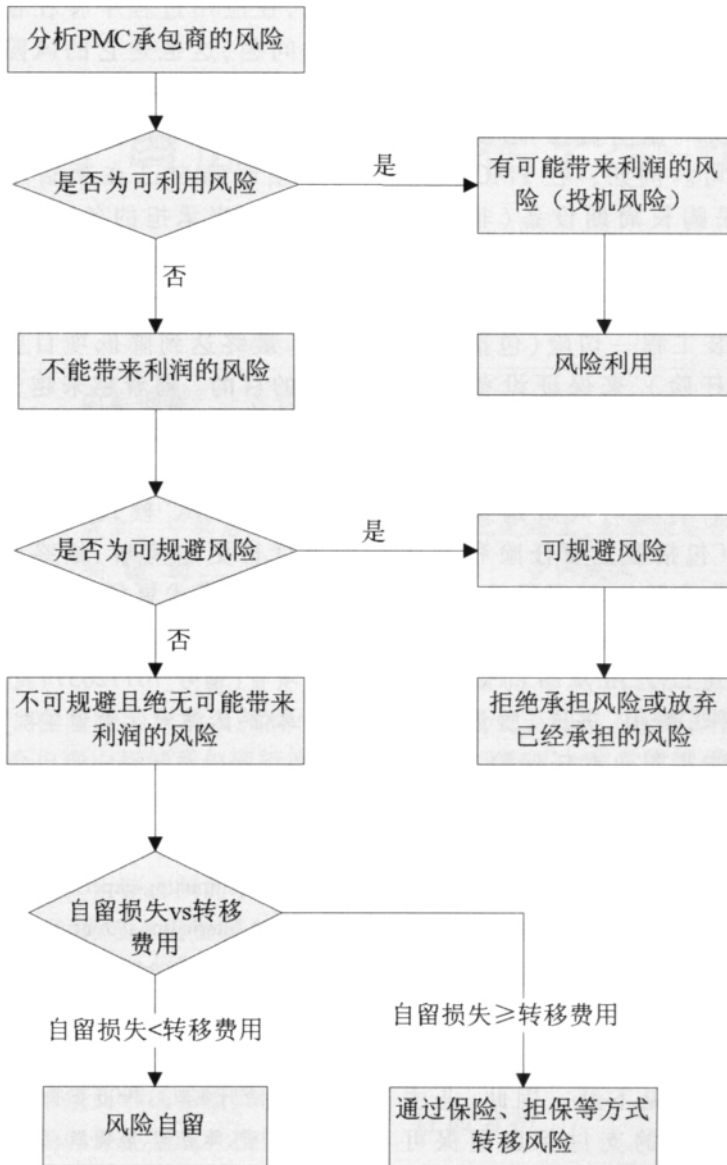 分析PMC承包商的风险
是否为可利用风险
是
有可能带来利润的风
险（投机风险）
否
不能带来利润的风险
风险利用
是否为可规避风险
是
可规避风险
否
不可规避且绝无可能带来
利润的风险
拒绝承担风险或放弃
已经承担的风险
自留损失vs转移
费用
自留损失<转移费用
自留损失≥转移费用
风险自留
通过保险、担保等方式
转移风险